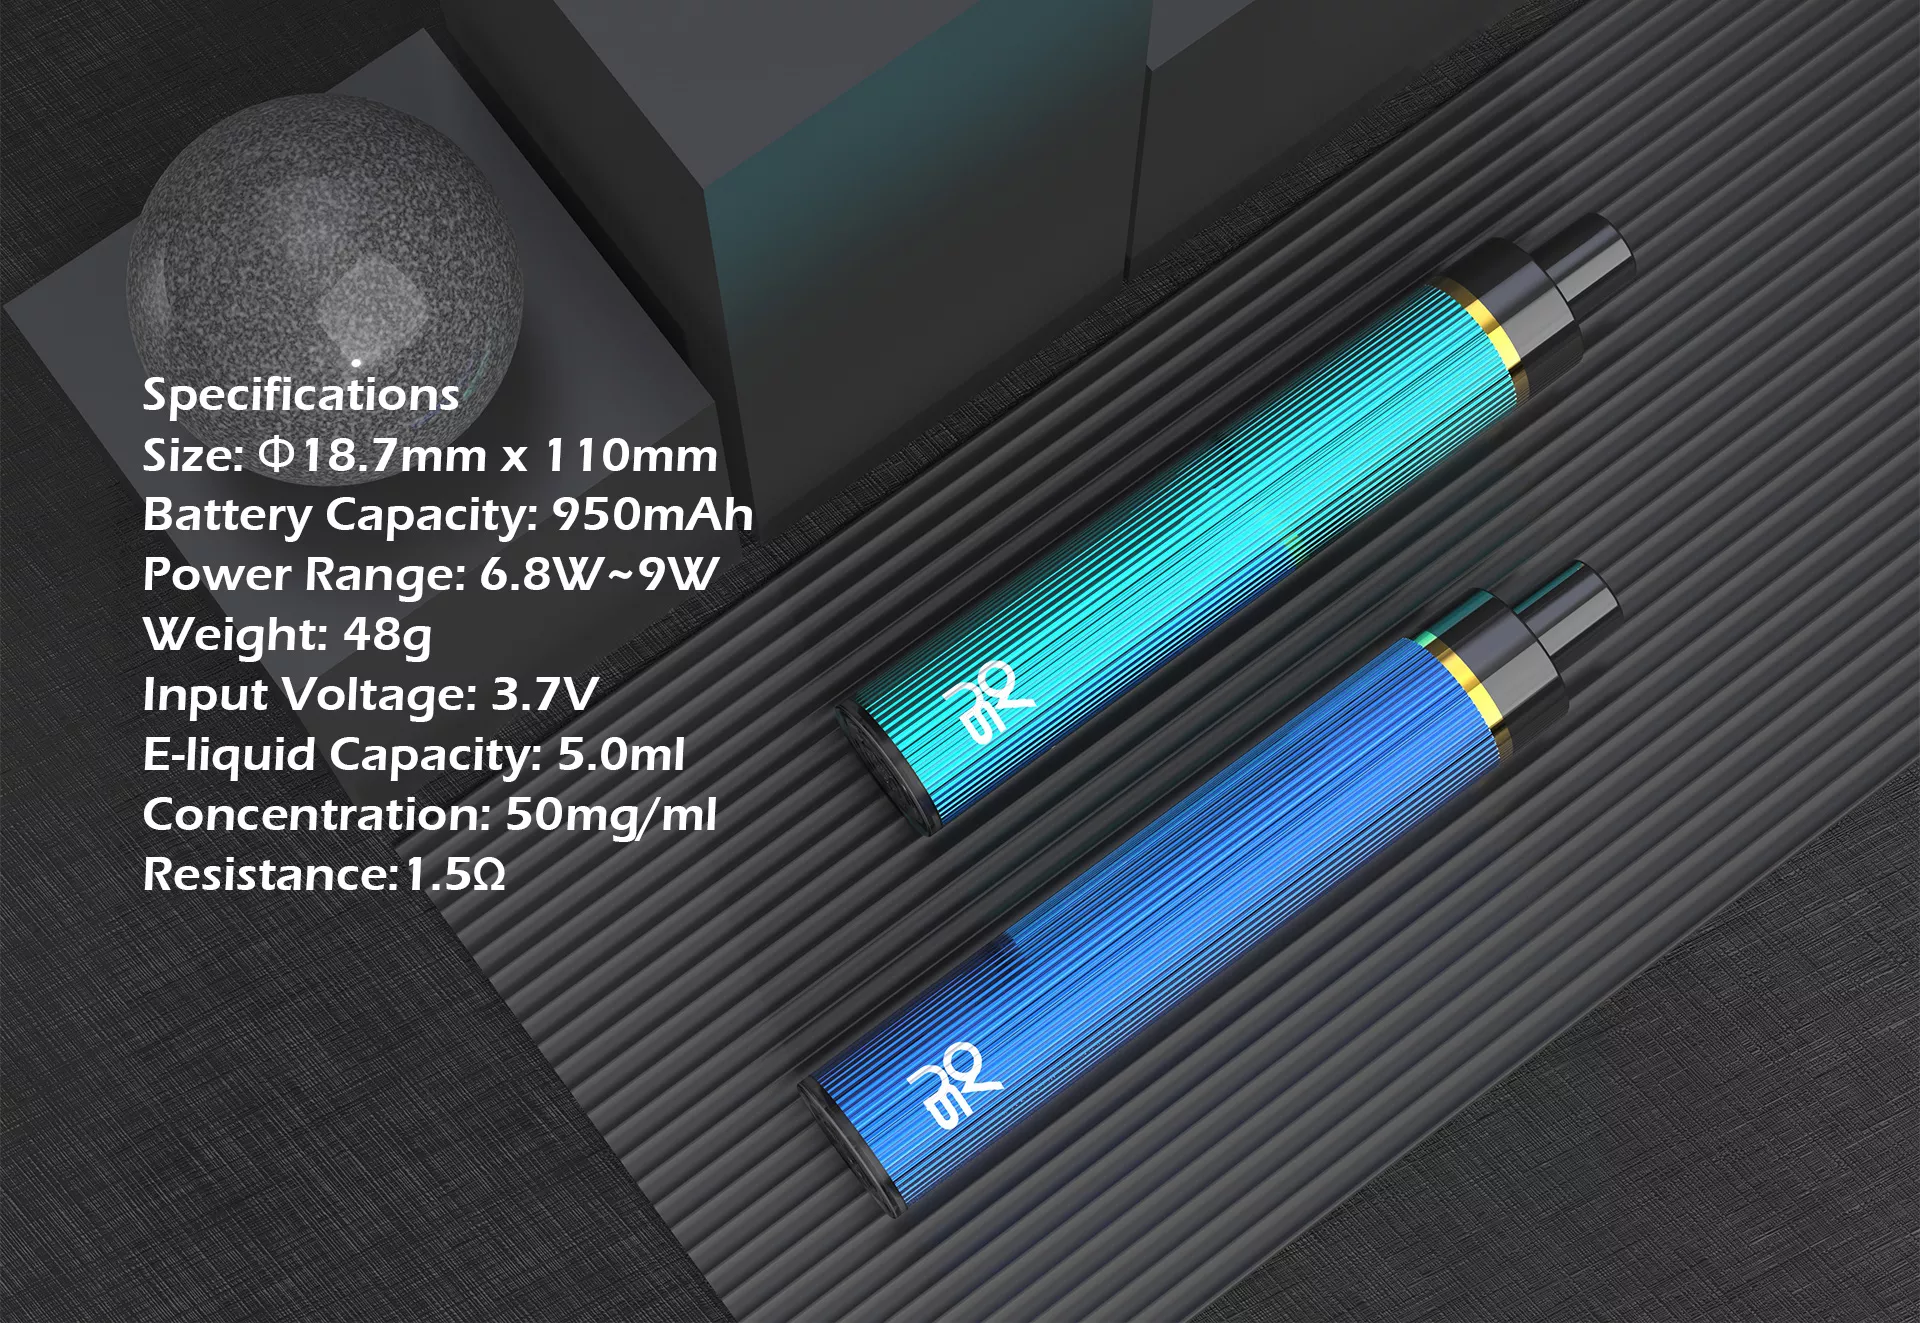 Specifications
Size: Φ18.7mm x 110mm
Battery Capacity: 950mAh
Power Range: 6.8W~9W
Weight: 48g
Input Voltage: 3.7V
E-liquid Capacity: 5.0ml
Concentration: 50mg/ml
Resistance:1.5Ω